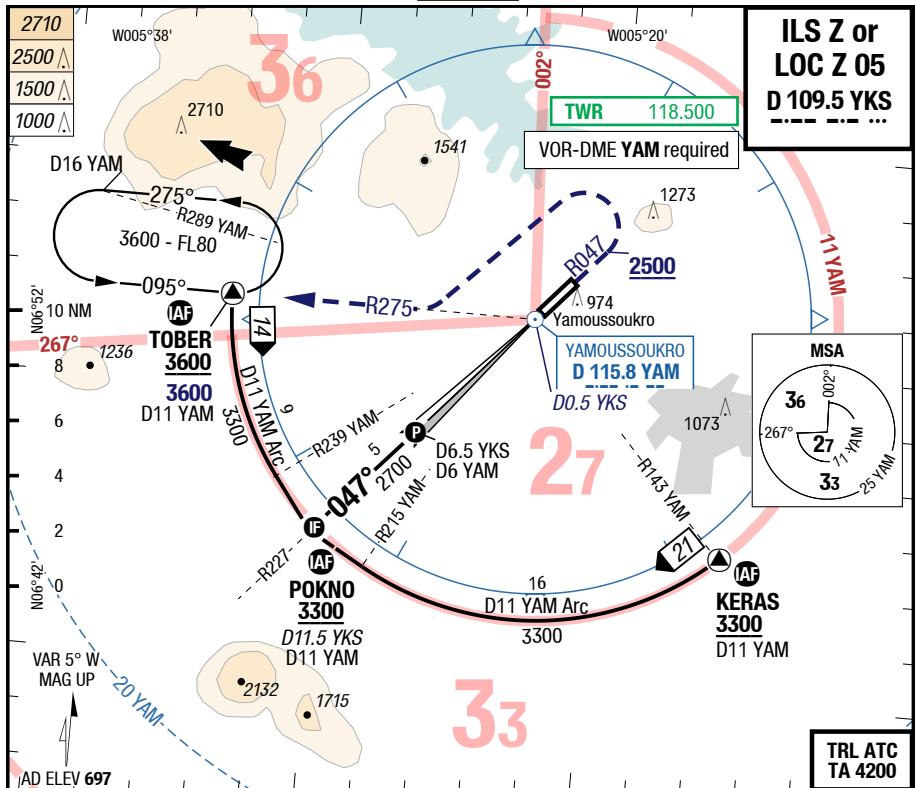 2710
2500
1500
1000
W005°38'
W005°20'
ILS Z or
LOC Z 05
D 109.5 YKS
36
002°
TWR 118.500
VOR-DME YAM required
2710
1541
1273
D16 YAM
275°
R289 YAM
3600 - FL80
095°
R047
2500
11 YAM
N06°52'
10 NM
IAF
TOBER
3600
3600
D11 YAM
267°
1236
14
R275
974
Yamoussoukro
YAMOUSSOUKRO
D 115.8 YAM
D0.5 YKS
MSA
002°
36
267°
27
11 YAM
33
25 YAM
8
6
4
2
0
N06°42'
9
D11 YAM Arc
3300
R239 YAM
5
P
D6.5 YKS
D6 YAM
047°
2700
R215 YAM
27
1073
R143 YAM
21
IF
R227
IAF
POKNO
3300
D11.5 YKS
D11 YAM
16
D11 YAM Arc
3300
IAF
KERAS
3300
D11 YAM
2132
1715
33
VAR 5° W
MAG UP
20 YAM
AD ELEV 697
TRL ATC
TA 4200